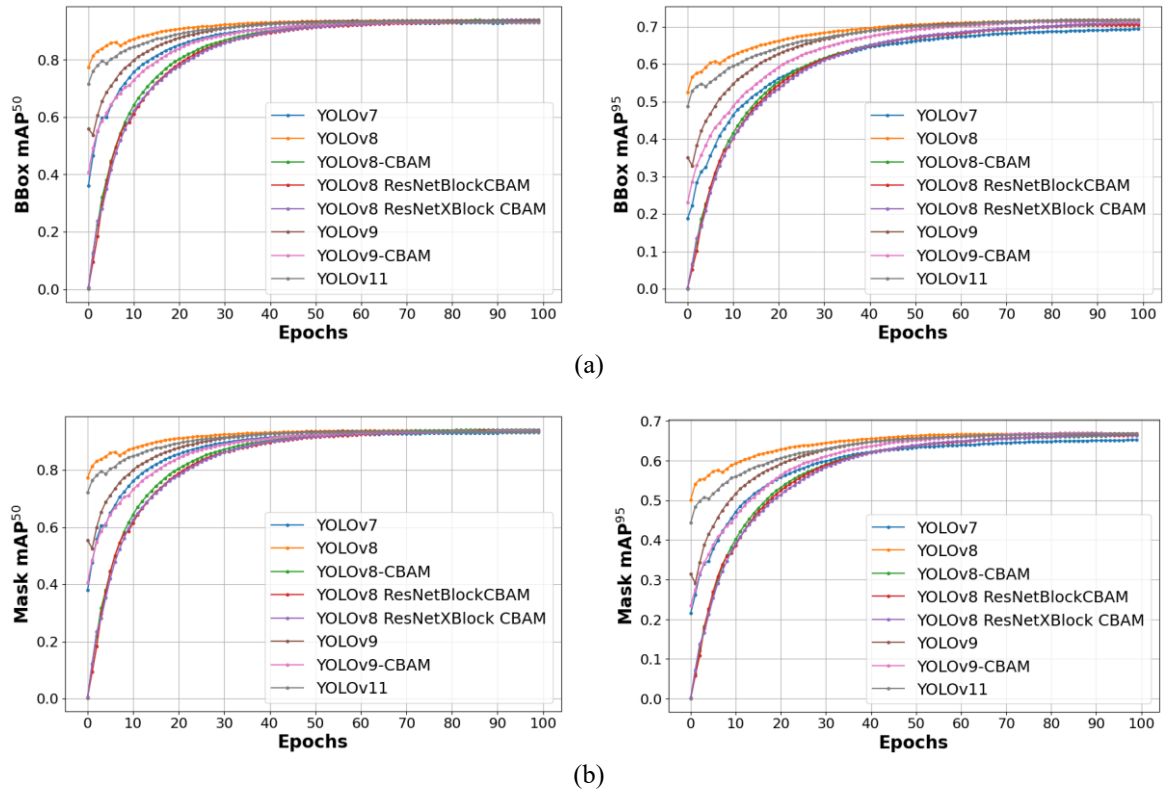 BBox mAP50
0.8
0.6
0.4
0.2
0.0
YOLOv7
YOLOv8
YOLOv8-CBAM
YOLOv8 ResNetBlockCBAM
YOLOv8 ResNetXBlock CBAM
YOLOv9
YOLOv9-CBAM
YOLOv11
0 10 20 30 40 50 60 70 80 90 100
Epochs
BBox mAP95
0.7
0.6
0.5
0.4
0.3
0.2
0.1
0.0
YOLOv7
YOLOv8
YOLOv8-CBAM
YOLOv8 ResNetBlockCBAM
YOLOv8 ResNetXBlock CBAM
YOLOv9
YOLOv9-CBAM
YOLOv11
0 10 20 30 40 50 60 70 80 90 100
Epochs
(a)
Mask mAP50
0.8
0.6
0.4
0.2
0.0
YOLOv7
YOLOv8
YOLOv8-CBAM
YOLOv8 ResNetBlockCBAM
YOLOv8 ResNetXBlock CBAM
YOLOv9
YOLOv9-CBAM
YOLOv11
0 10 20 30 40 50 60 70 80 90 100
Epochs
Mask mAP95
0.7
0.6
0.5
0.4
0.3
0.2
0.1
0.0
YOLOv7
YOLOv8
YOLOv8-CBAM
YOLOv8 ResNetBlockCBAM
YOLOv8 ResNetXBlock CBAM
YOLOv9
YOLOv9-CBAM
YOLOv11
0 10 20 30 40 50 60 70 80 90 100
Epochs
(b)